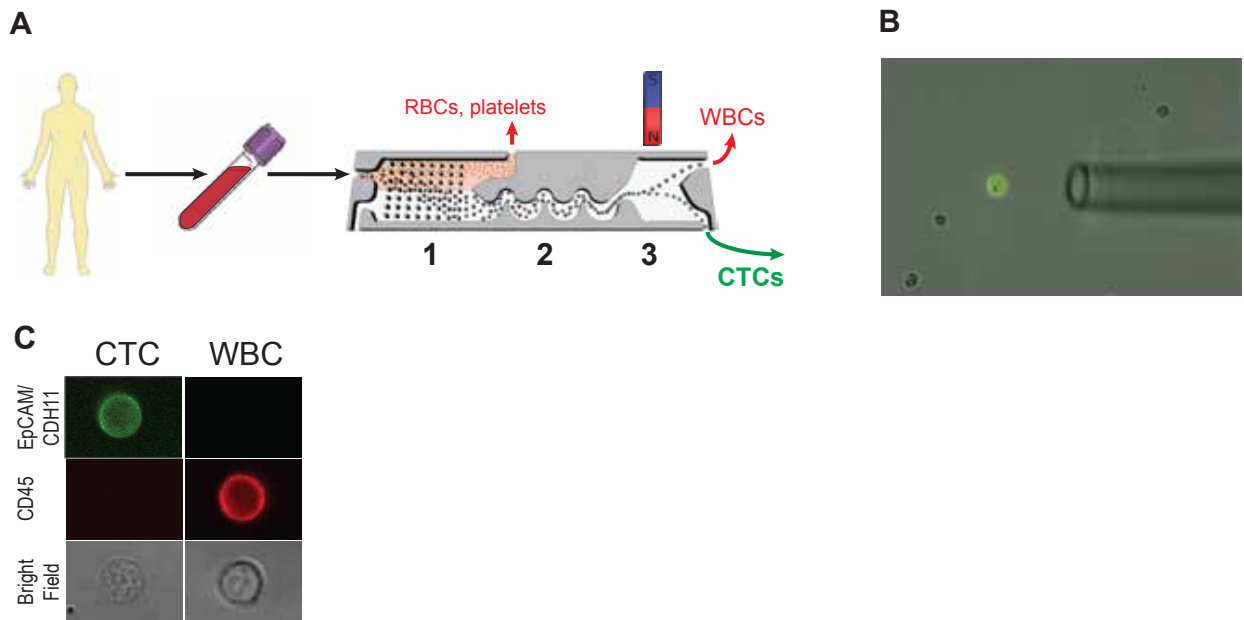 A
B
RBCs, platelets
S
N
WBCs
1
2
3
CTCs
C
CTC
WBC
EpCAM/
CDH11
CD45
Bright
Field